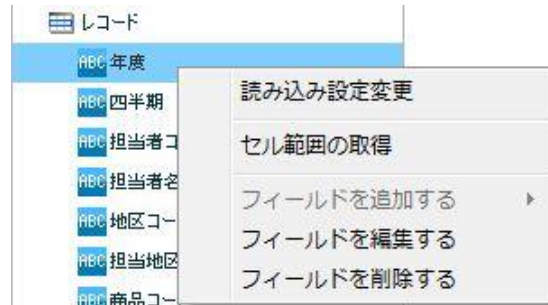 レコード
ABC 年度
読み込み設定変更
ABC 四半期
ABC 担当者コ
セル範囲の取得
ABC 担当者名
フィールドを追加する
ABC 地区コー
フィールドを編集する
ABC 担当地区
フィールドを削除する
ABC 商品コー